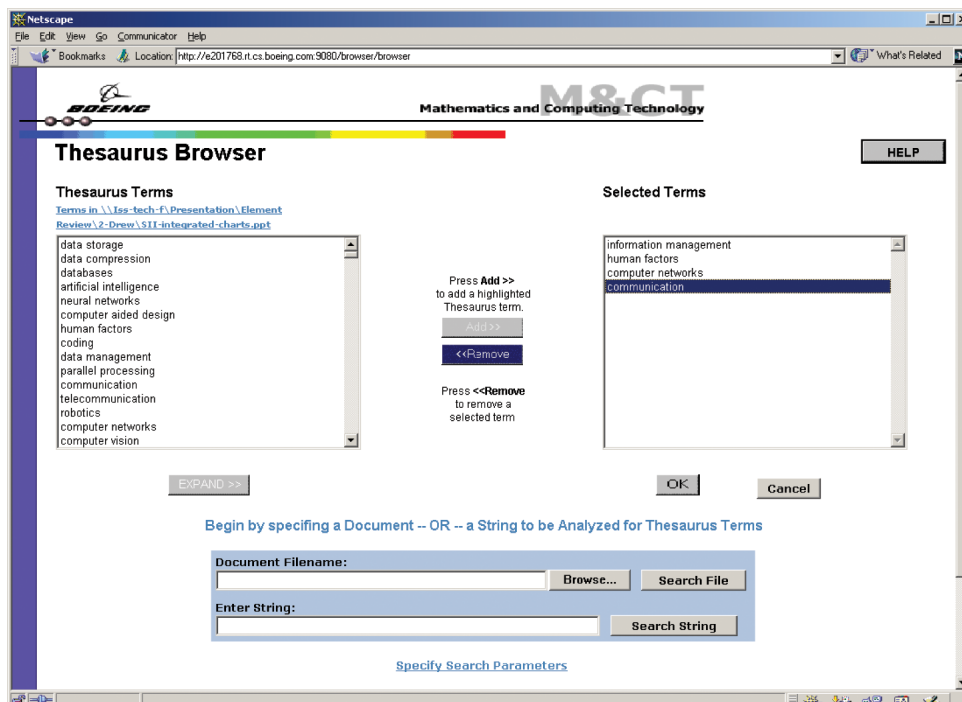 Netscape
File Edit View Go Communicator Help
Bookmarks Location: http://e201768.rt.cs.boeing.com:9080/browser/browser What's Related
BOEING
M&CT
Mathematics and Computing Technology
Thesaurus Browser
HELP
Thesaurus Terms
Selected Terms
Terms in \\Iss-tech-f\Presentation\Element
Review\2-Drew\SII-integrated-charts.ppt
data storage
data compression
databases
artificial intelligence
neural networks
computer aided design
human factors
coding
data management
parallel processing
communication
telecommunication
robotics
computer networks
computer vision
Press Add >>
to add a highlighted
Thesaurus term.
Add >>
<<Remove
Press <<Remove
to remove a
selected term
information management
human factors
computer networks
communication
EXPAND >>
OK
Cancel
Begin by specifing a Document -- OR -- a String to be Analyzed for Thesaurus Terms
Document Filename:
Browse...
Search File
Enter String:
Search String
Specify Search Parameters